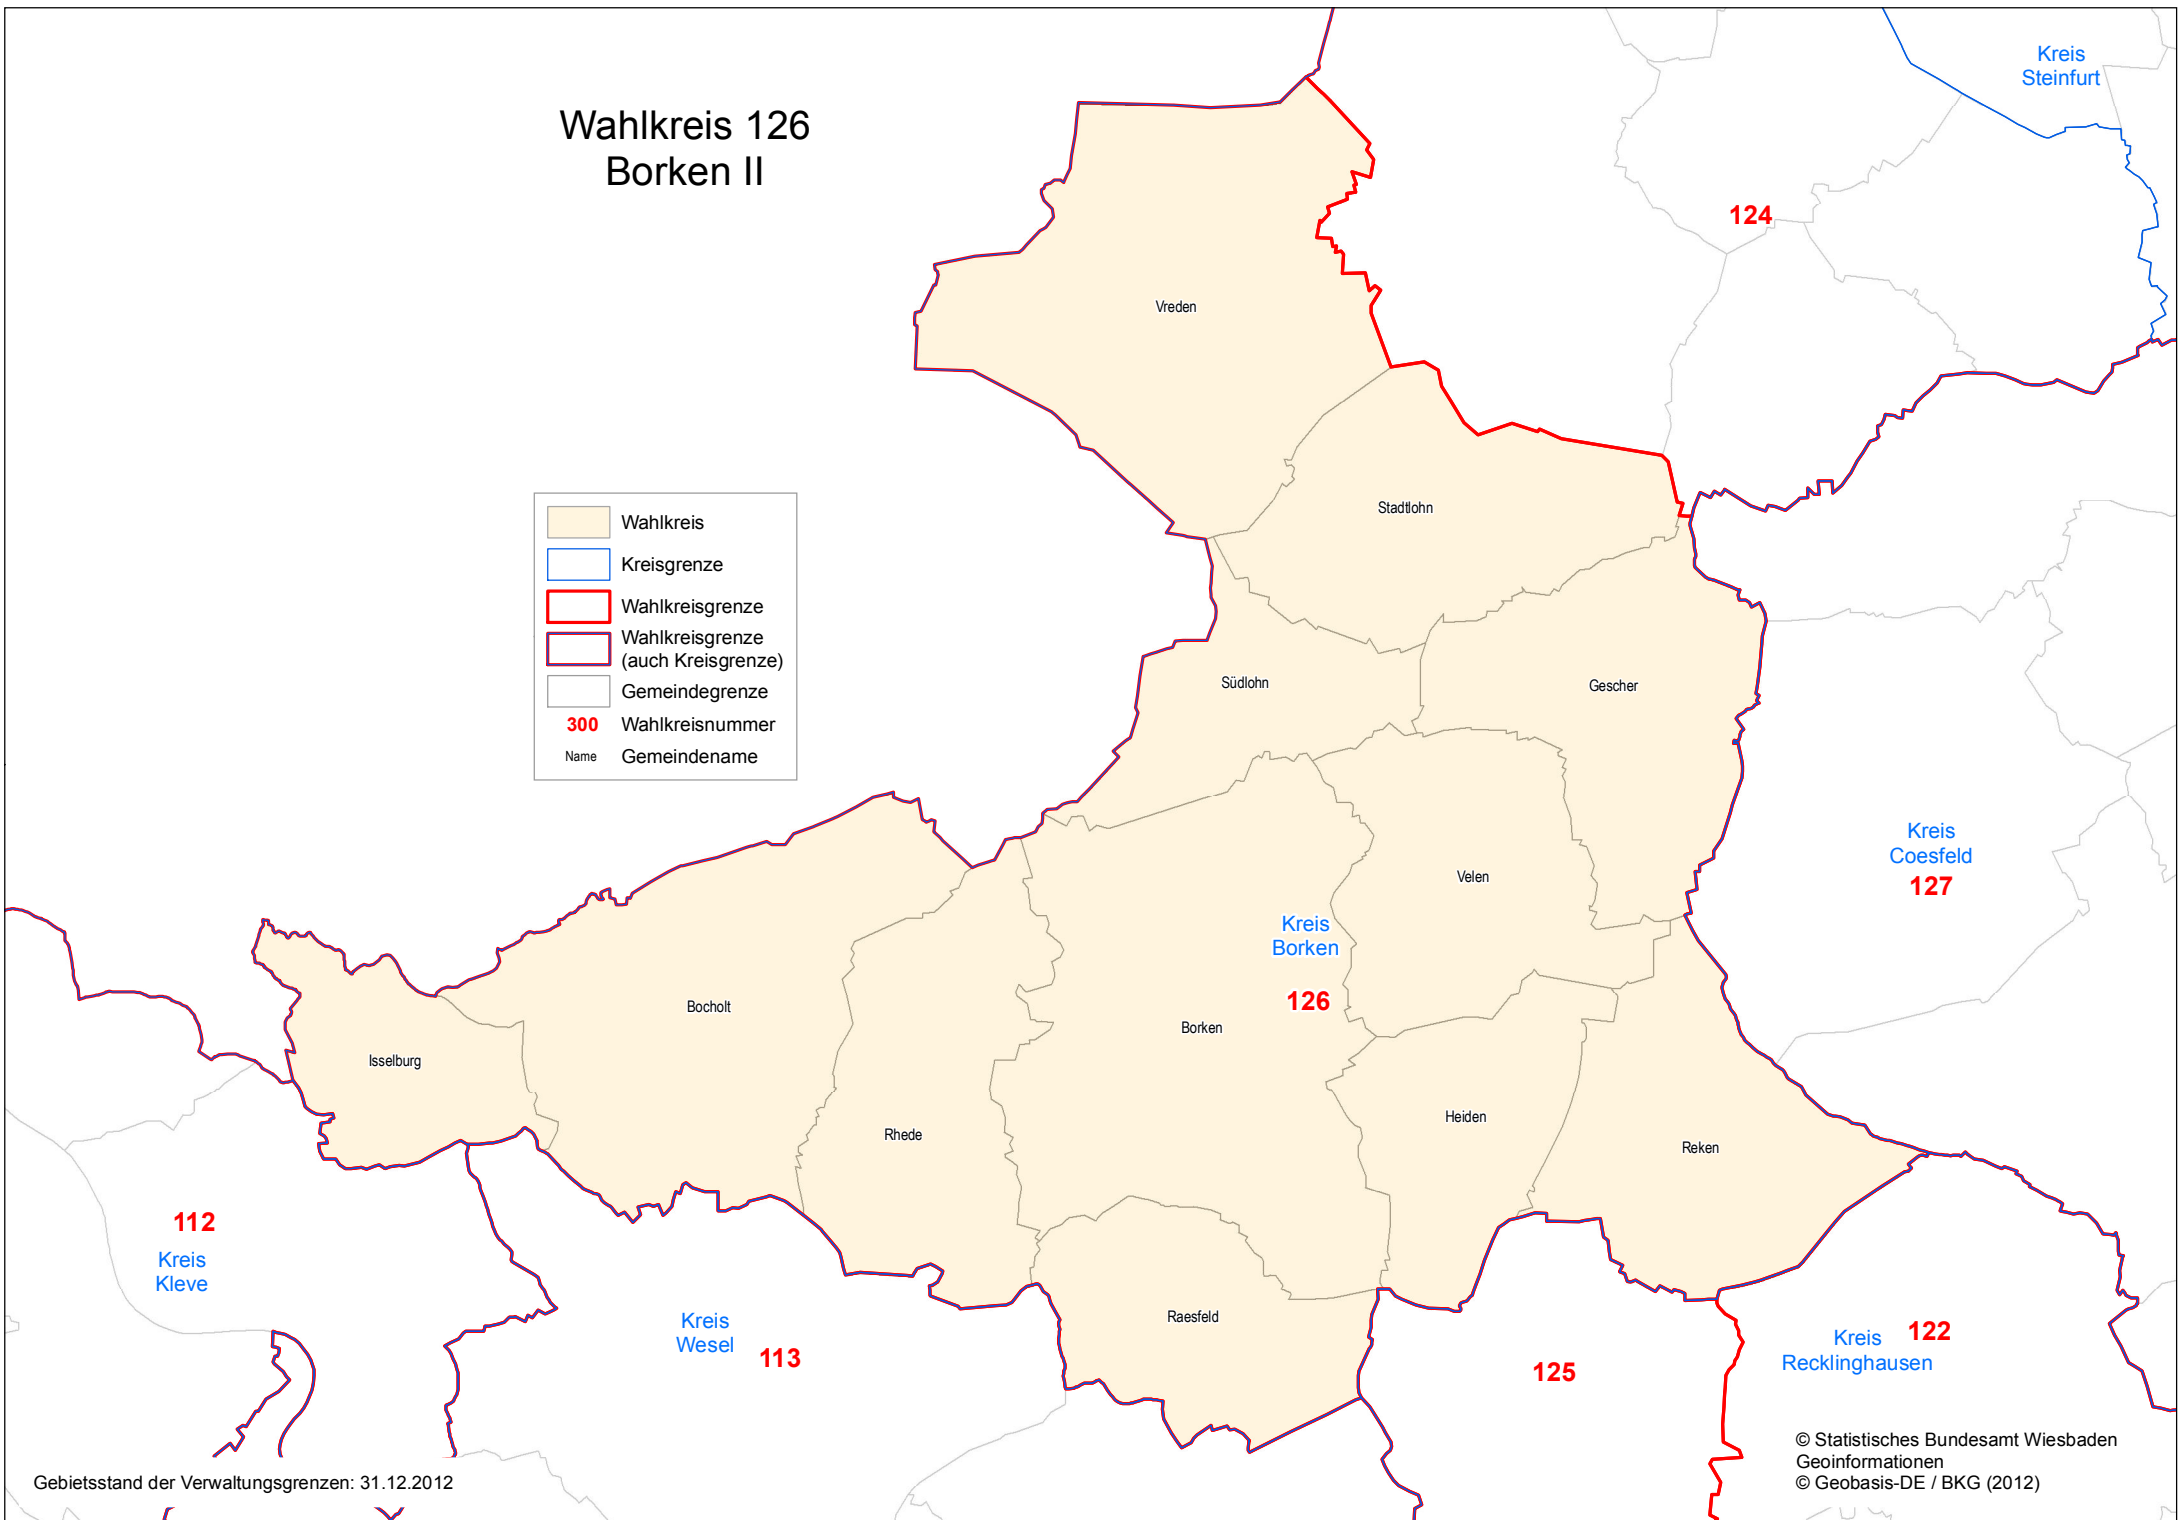 Wahlkreis 126
Borken II
Kreis
Steinfurt
124
Vreden
Stadtlohn
Wahlkreis
Kreisgrenze
Wahlkreisgrenze
Wahlkreisgrenze
(auch Kreisgrenze)
Gemeindegrenze
300 Wahlkreisnummer
Name Gemeindename
Südlohn
Gescher
Kreis
Coesfeld
127
Velen
Kreis
Borken
126
Bocholt
Borken
Isselburg
Heiden
Rhede
Reken
112
Kreis
Kleve
Kreis
Wesel
113
Raesfeld
125
Kreis
Recklinghausen
122
Gebietsstand der Verwaltungsgrenzen: 31.12.2012
© Statistisches Bundesamt Wiesbaden
Geoinformationen
© Geobasis-DE / BKG (2012)